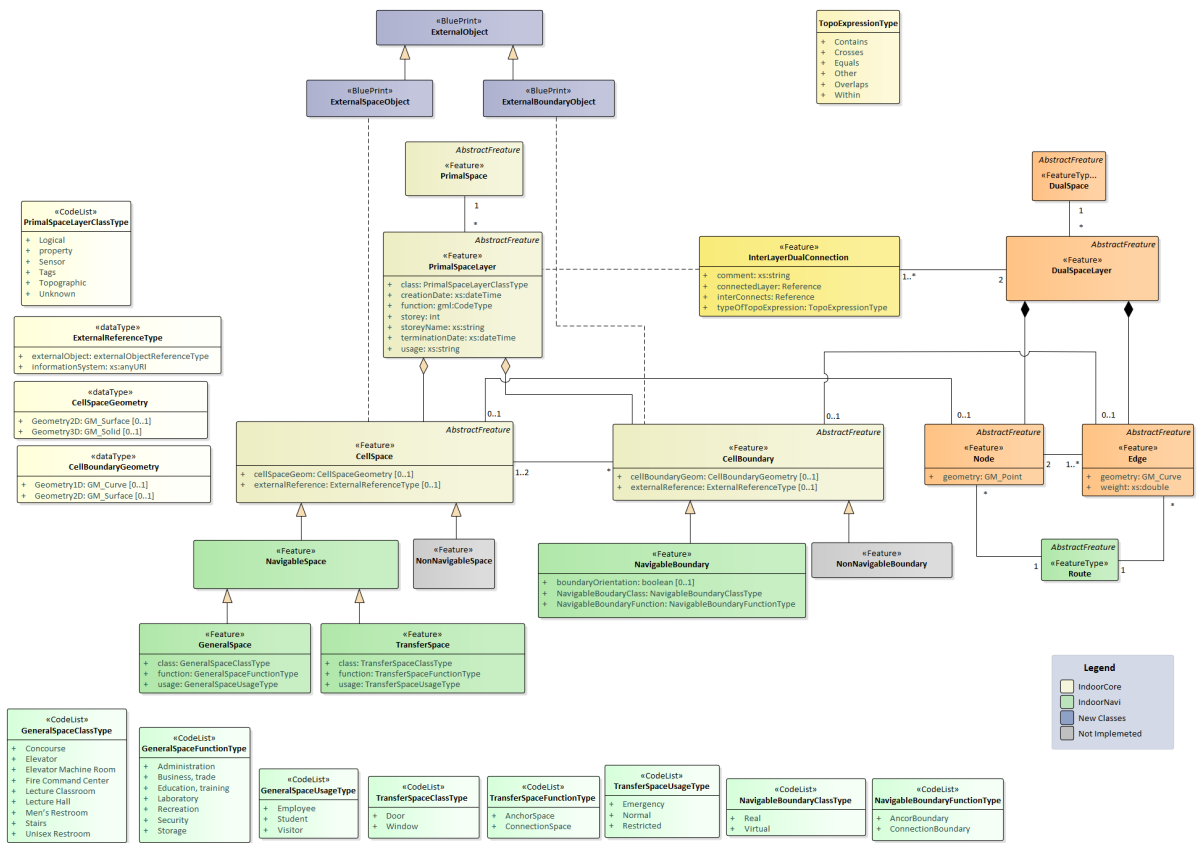 «BluePrint»
ExternalObject
«BluePrint»
ExternalSpaceObject
«BluePrint»
ExternalBoundaryObject
TopoExpressionType
+ Contains
+ Crosses
+ Equals
+ Other
+ Overlaps
+ Within
AbstractFreature
«Feature»
PrimalSpace
1
*
AbstractFreature
«FeatureTyp...
DualSpace
1
*
«CodeList»
PrimalSpaceLayerClassType
+ Logical
+ property
+ Sensor
+ Tags
+ Topographic
+ Unknown
AbstractFreature
«Feature»
PrimalSpaceLayer
+ class: PrimalSpaceLayerClassType
+ creationDate: xs:dateTime
+ function: gml:CodeType
+ storey: int
+ storeyName: xs:string
+ terminationDate: xs:dateTime
+ usage: xs:string
«Feature»
InterLayerDualConnection
+ comment: xs:string
+ connectedLayer: Reference
+ interConnects: Reference
+ typeOfTopoExpression: TopoExpressionType
1..*
2
AbstractFreature
«Feature»
DualSpaceLayer
«dataType»
ExternalReferenceType
+ externalObject: externalObjectReferenceType
+ informationSystem: xs:anyURI
«dataType»
CellSpaceGeometry
+ Geometry2D: GM_Surface [0..1]
+ Geometry3D: GM_Solid [0..1]
«dataType»
CellBoundaryGeometry
+ Geometry1D: GM_Curve [0..1]
+ Geometry2D: GM_Surface [0..1]
0..1
0..1
0..1
0..1
AbstractFreature
«Feature»
CellSpace
+ cellSpaceGeom: CellSpaceGeometry [0..1]
+ externalReference: ExternalReferenceType [0..1]
1..2
*
AbstractFreature
«Feature»
CellBoundary
+ cellBoundaryGeom: CellBoundaryGeometry [0..1]
+ externalReference: ExternalReferenceType [0..1]
AbstractFreature
«Feature»
Node
+ geometry: GM_Point
2
1..*
AbstractFreature
«Feature»
Edge
+ geometry: GM_Curve
+ weight: xs:double
*
*
«Feature»
NavigableSpace
«Feature»
NonNavigableSpace
«Feature»
NavigableBoundary
+ boundaryOrientation: boolean [0..1]
+ NavigableBouday­Class: NavigableBoundaryClassType
+ NavigableBoundaryFunction: NavigableBoundaryFunctionType
«Feature»
NonNavigableBoundary
AbstractFreature
«FeatureType»
Route
1
1
«Feature»
GeneralSpace
+ class: GeneralSpaceClassType
+ function: GeneralSpaceFunctionType
+ usage: GeneralSpaceUsageType
«Feature»
TransferSpace
+ class: TransferSpaceClassType
+ function: TransferSpaceFunctionType
+ usage: TransferSpaceUsageType
Legend
IndoorCore
IndoorNavi
New Classes
Not Implemeted
«CodeList»
GeneralSpaceClassType
+ Concourse
+ Elevator
+ Elevator Machine Room
+ Fire Command Center
+ Lecture Classroom
+ Lecture Hall
+ Men's Restroom
+ Stairs
+ Unisex Restroom
«CodeList»
GeneralSpaceFunctionType
+ Administration
+ Business, trade
+ Education, training
+ Laboratory
+ Recreation
+ Security
+ Storage
«CodeList»
GeneralSpaceUsageType
+ Employee
+ Student
+ Visitor
«CodeList»
TransferSpaceClassType
+ Door
+ Window
«CodeList»
TransferSpaceFunctionType
+ AnchorSpace
+ ConnectionSpace
«CodeList»
TransferSpaceUsageType
+ Emergency
+ Normal
+ Restricted
«CodeList»
NavigableBoundaryClassType
+ Real
+ Virtual
«CodeList»
NavigableBoundaryFunctionType
+ AncorBoundary
+ ConnectionBoundary